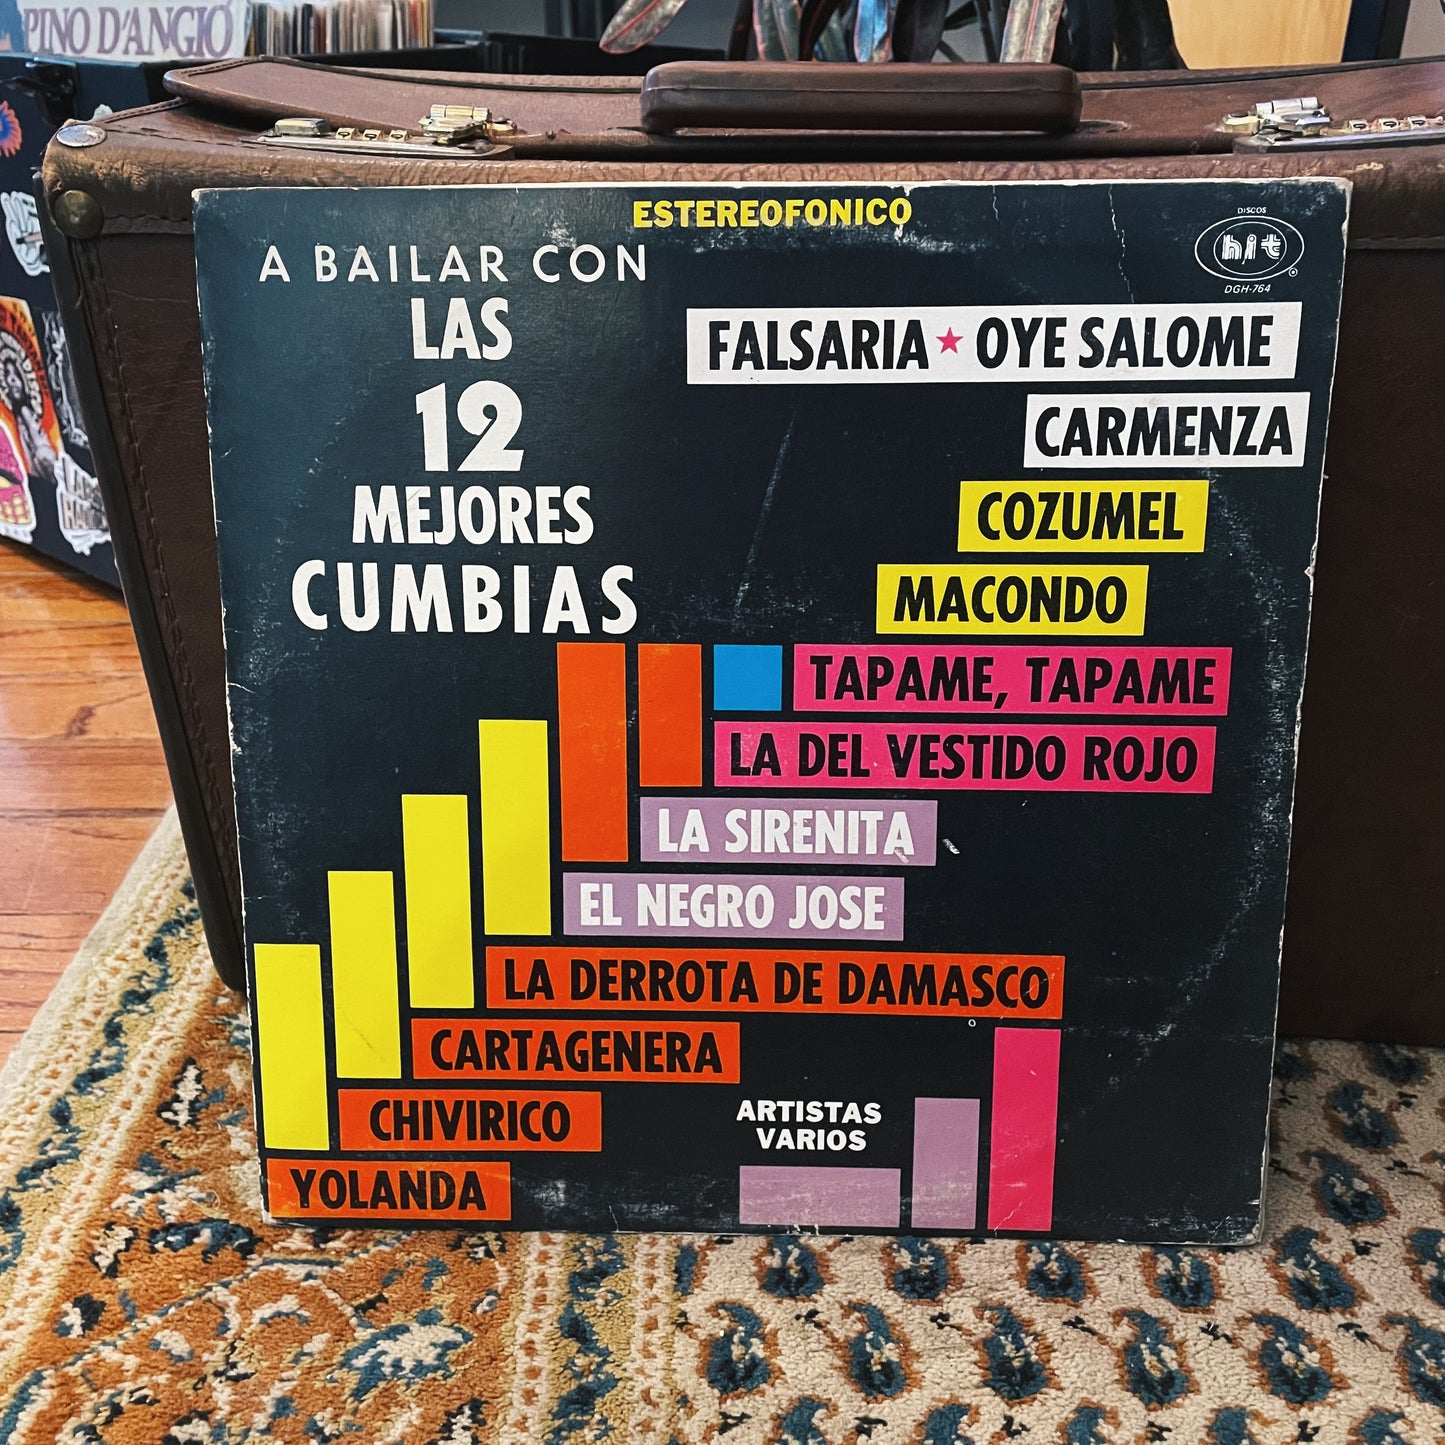 PINO D'ANGIO
ESTEREOFONICO
DISCOS
hit
DGH-764
A BAILAR CON
LAS
12
MEJORES
CUMBIAS
FALSARIA ★ OYE SALOME
CARMENZA
COZUMEL
MACONDO
TAPAME, TAPAME
LA DEL VESTIDO ROJO
LA SIRENITA
EL NEGRO JOSE
LA DERROTA DE DAMASCO
CARTAGENERA
CHIVIRICO
YOLANDA
ARTISTAS
VARIOS